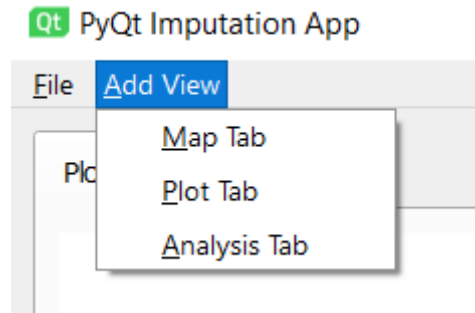 Qt PyQt Imputation App
File Add View
Map Tab
Plot Tab
Analysis Tab